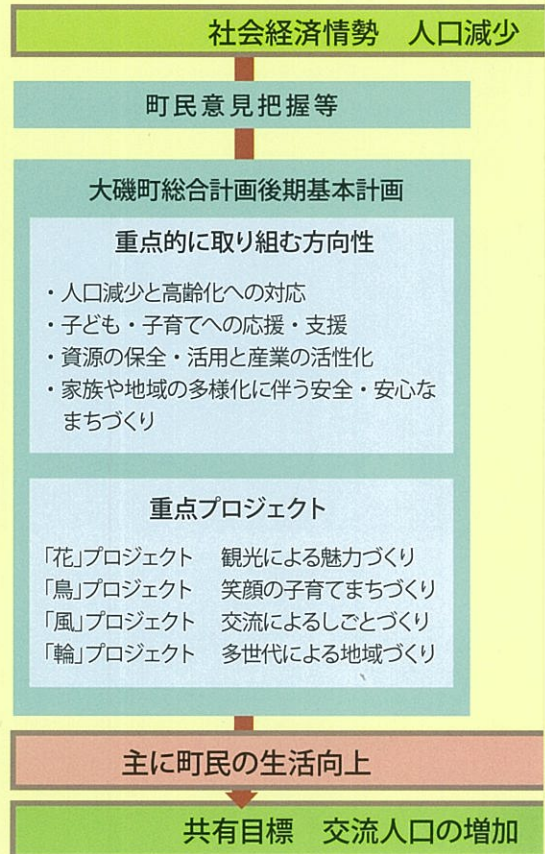 社会経済情勢　人口減少
町民意見把握等
大磯町総合計画後期基本計画
重点的に取り組む方向性
・人口減少と高齢化への対応
・子ども・子育てへの応援・支援
・資源の保全・活用と産業の活性化
・家族や地域の多様化に伴う安全・安心な
まちづくり
重点プロジェクト
「花」プロジェクト　観光による魅力づくり
「鳥」プロジェクト　笑顔の子育てまちづくり
「風」プロジェクト　交流によるしごとづくり
「輪」プロジェクト　多世代による地域づくり
主に町民の生活向上
共有目標　交流人口の増加